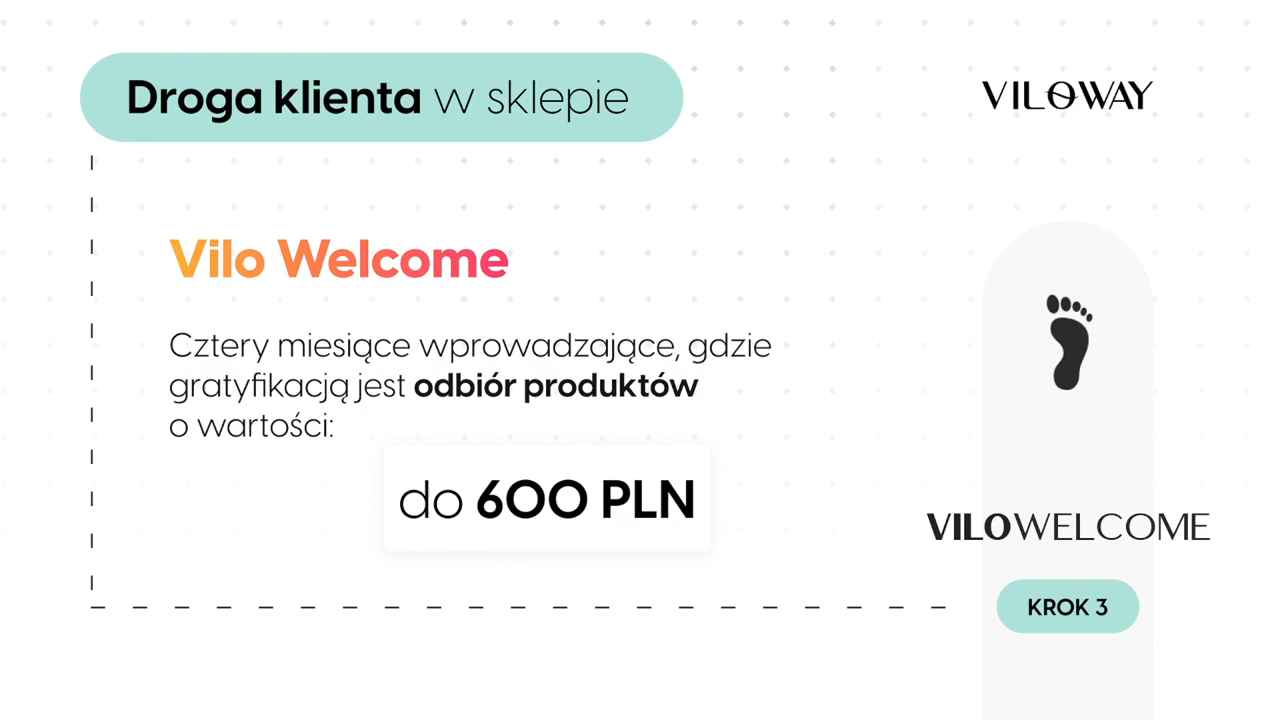 Droga klienta w sklepie
VILOWAY
Vilo Welcome
Cztery miesiące wprowadzające, gdzie
gratyfikacją jest odbiór produktów
o wartości:
do 600 PLN
VILOWELCOME
KROK 3